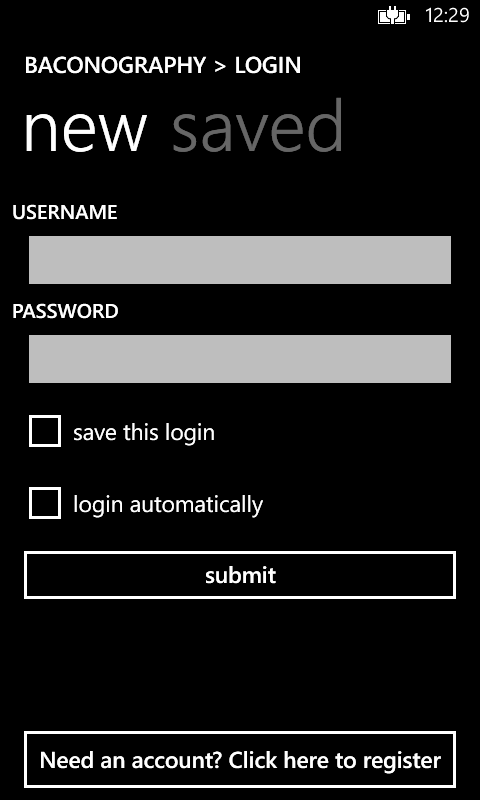 12:29
BACONOGRAPHY > LOGIN
new saved
USERNAME
PASSWORD
save this login
login automatically
submit
Need an account? Click here to register